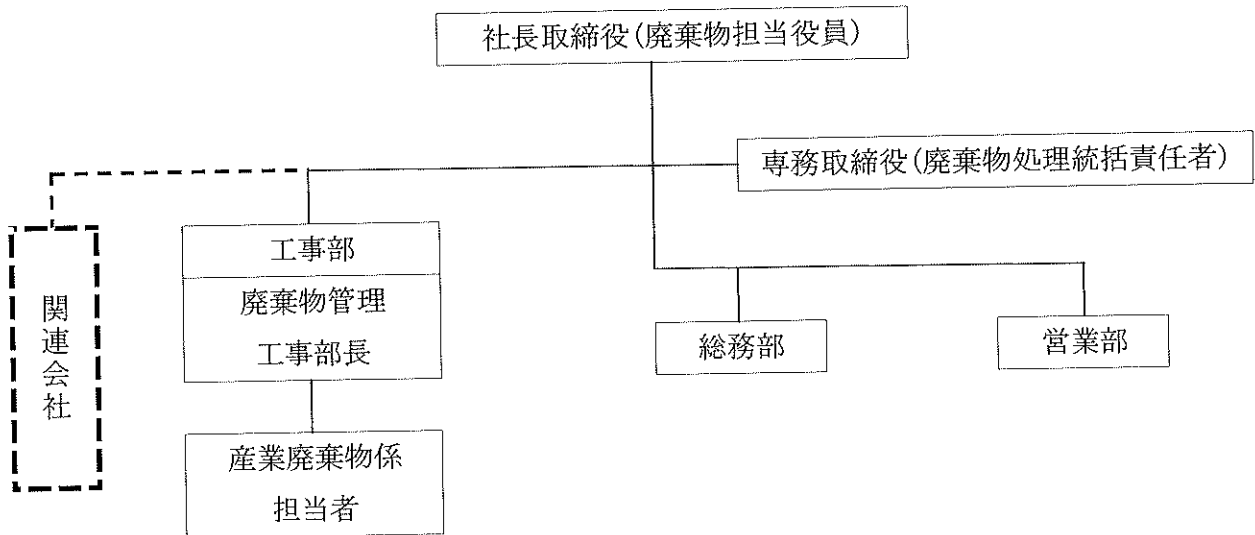 社長取締役(廃棄物担当役員)
専務取締役(廃棄物処理統括責任者)
関連会社
工事部
廃棄物管理
工事部長
総務部
営業部
産業廃棄物係
担当者